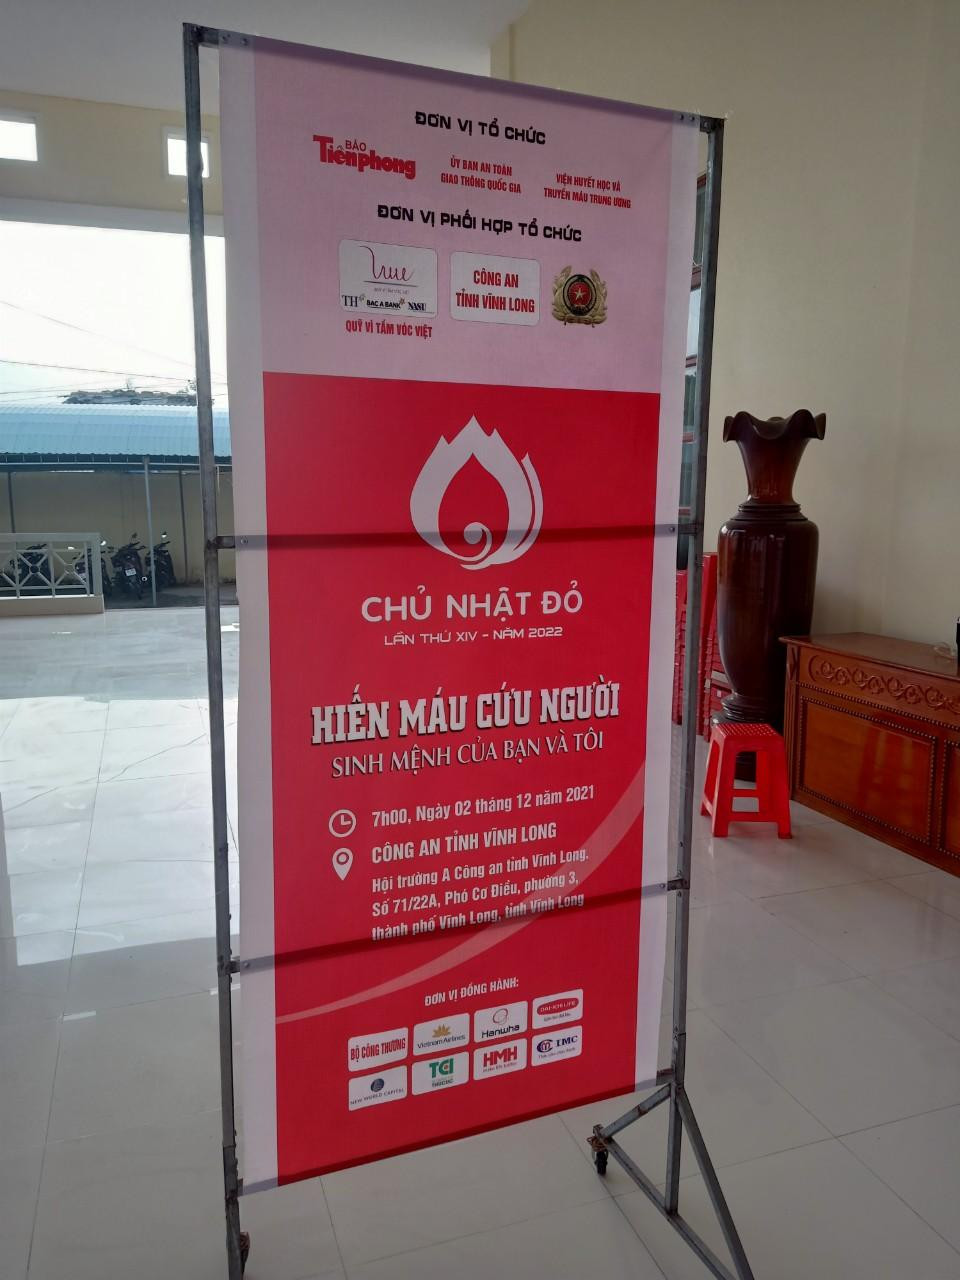 ĐƠN VỊ TỔ CHỨC
BÁO
Tiềnphong
ỦY BAN AN TOÀN
GIAO THÔNG QUỐC GIA
VIỆN HUYẾT HỌC VÀ
TRUYỀN MÁU TRUNG ƯƠNG
ĐƠN VỊ PHỐI HỢP TỔ CHỨC
True
TH BAC A BANK NASU
QUỸ VÌ TẦM VÓC VIỆT
CÔNG AN
TỈNH VĨNH LONG
CHỦ NHẬT ĐỎ
LẦN THỨ XIV - NĂM 2022
HIẾN MÁU CỨU NGƯỜI
SINH MỆNH CỦA BẠN VÀ TÔI
7h00, Ngày 02 tháng 12 năm 2021
CÔNG AN TỈNH VĨNH LONG
Hội trường A Công an tỉnh Vĩnh Long.
Số 71/22A, Phó Cơ Điều, phường 3,
thành phố Vĩnh Long, tỉnh Vĩnh Long
ĐƠN VỊ ĐỒNG HÀNH:
BỘ CÔNG THƯƠNG
Vietnam Airlines
Hanwha
DAI-ICHI LIFE
NEW WORLD CAPITAL
TCI
THUCUC
HMH
IMC